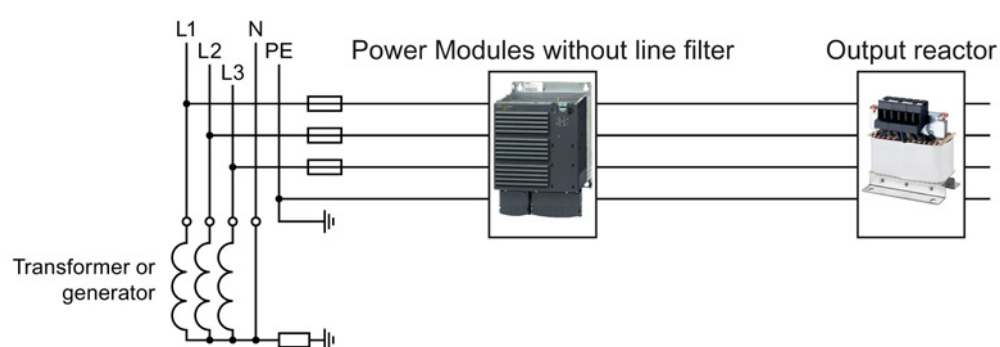 L1
N
L2
PE
L3
Power Modules without line filter
Output reactor
Transformer or
generator